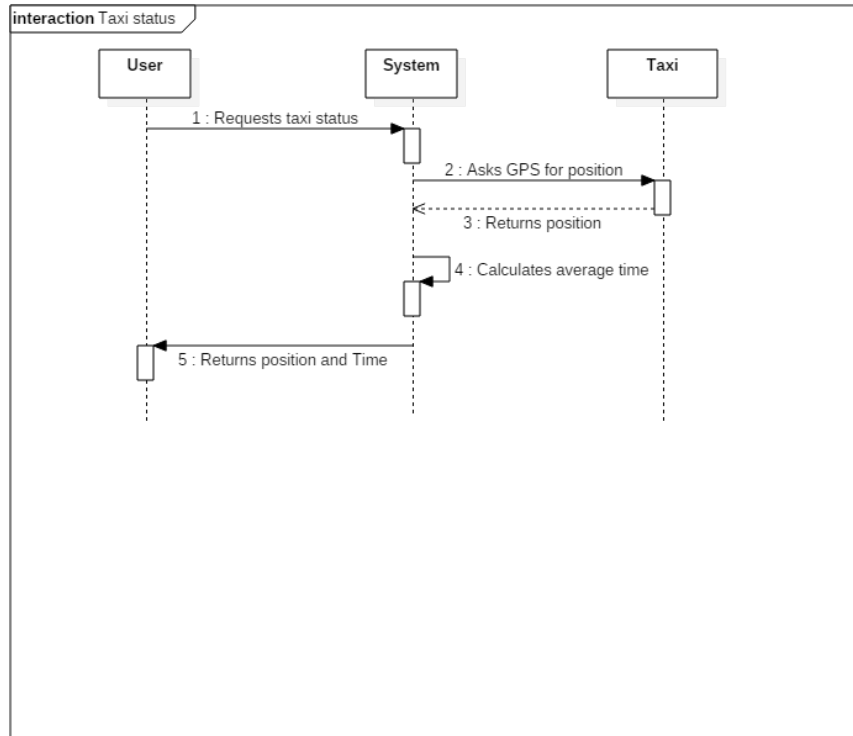 interaction Taxi status
User
System
Taxi
1 : Requests taxi status
2 : Asks GPS for position
3 : Returns position
4 : Calculates average time
5 : Returns position and Time